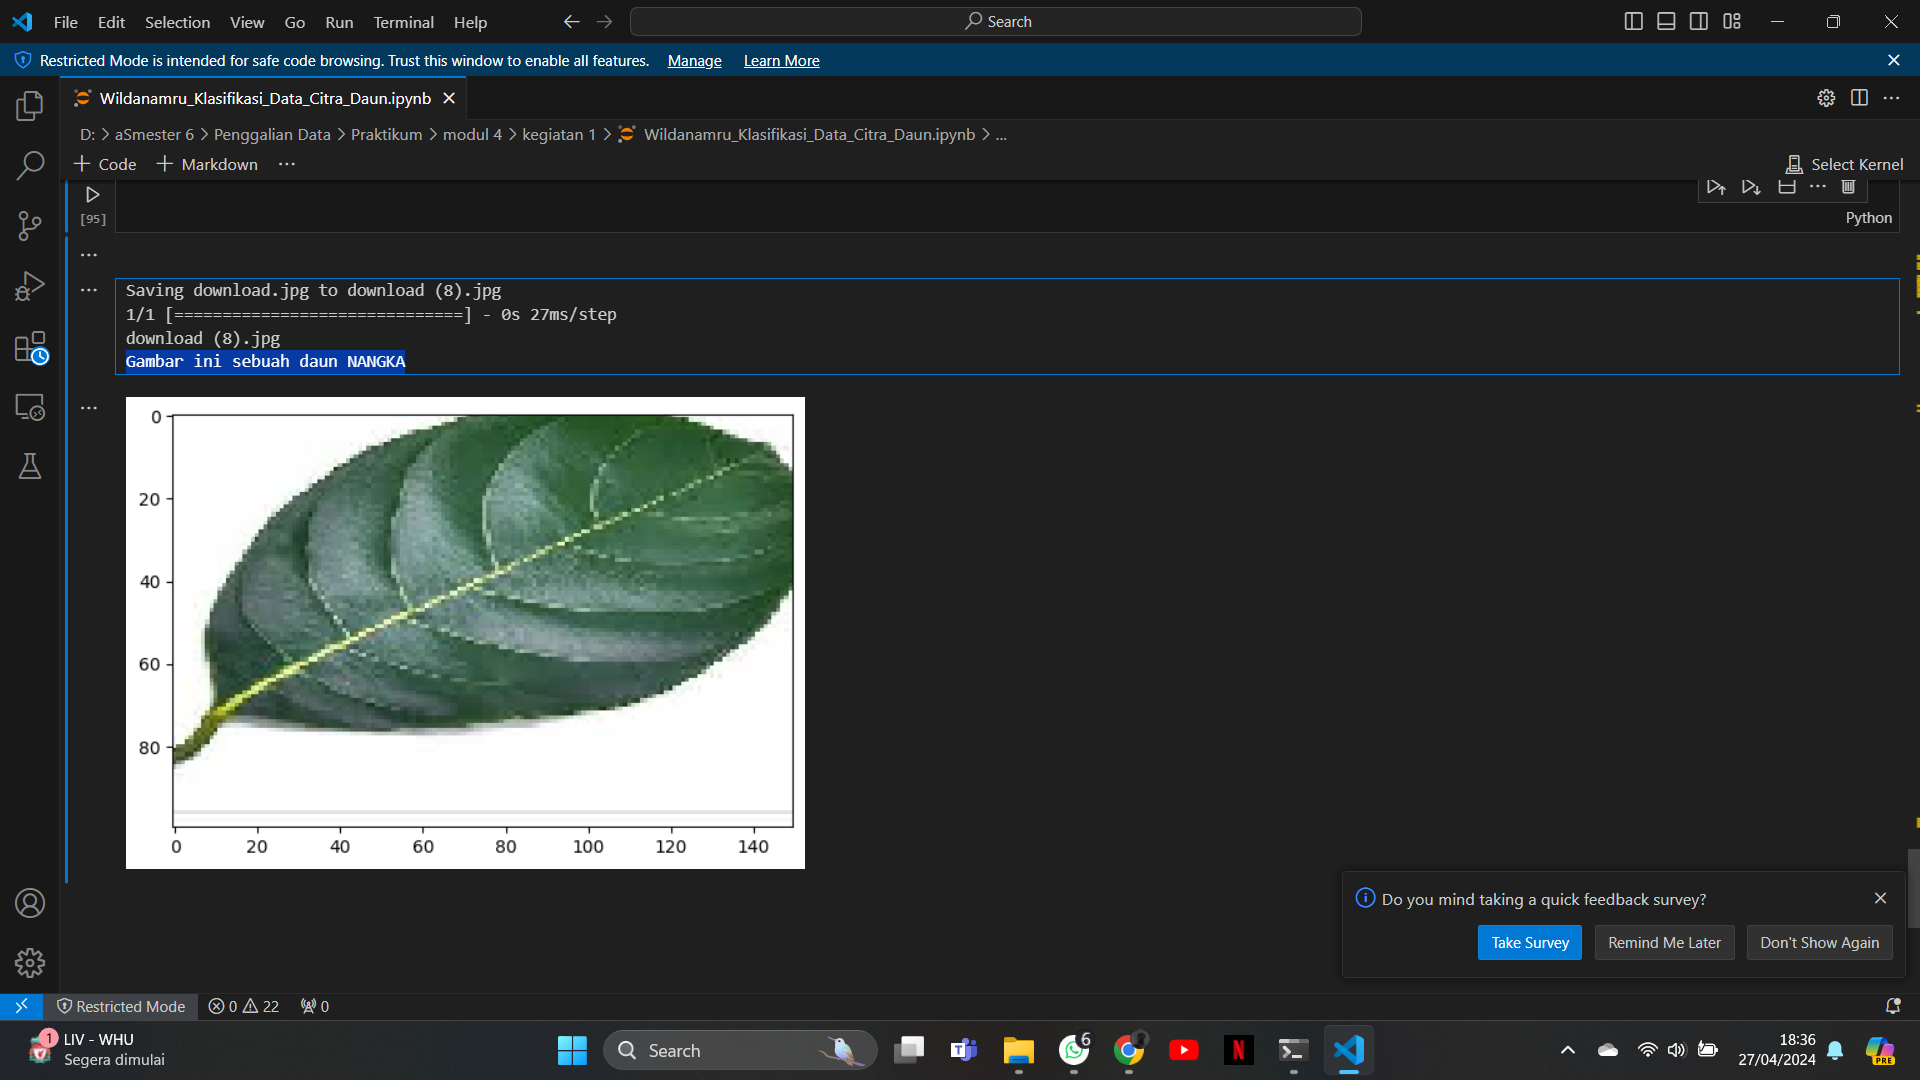 File Edit Selection View Go Run Terminal Help
Search
Restricted Mode is intended for safe code browsing. Trust this window to enable all features. Manage Learn More
Wildanamru_Klasifikasi_Data_Citra_Daun.ipynb
D: > aSmester 6 > Penggalian Data > Praktikum > modul 4 > kegiatan 1 > Wildanamru_Klasifikasi_Data_Citra_Daun.ipynb > ...
+ Code + Markdown ...
Select Kernel
[95]
Python
Saving download.jpg to download (8).jpg
1/1 [==============================] - 0s 27ms/step
download (8).jpg
Gambar ini sebuah daun NANGKA
0
20
40
60
80
0 20 40 60 80 100 120 140
Do you mind taking a quick feedback survey?
Take Survey Remind Me Later Don't Show Again
Restricted Mode 0 22 0
1 LIV - WHU
Segera dimulai
Search
6
PRE
18:36
27/04/2024